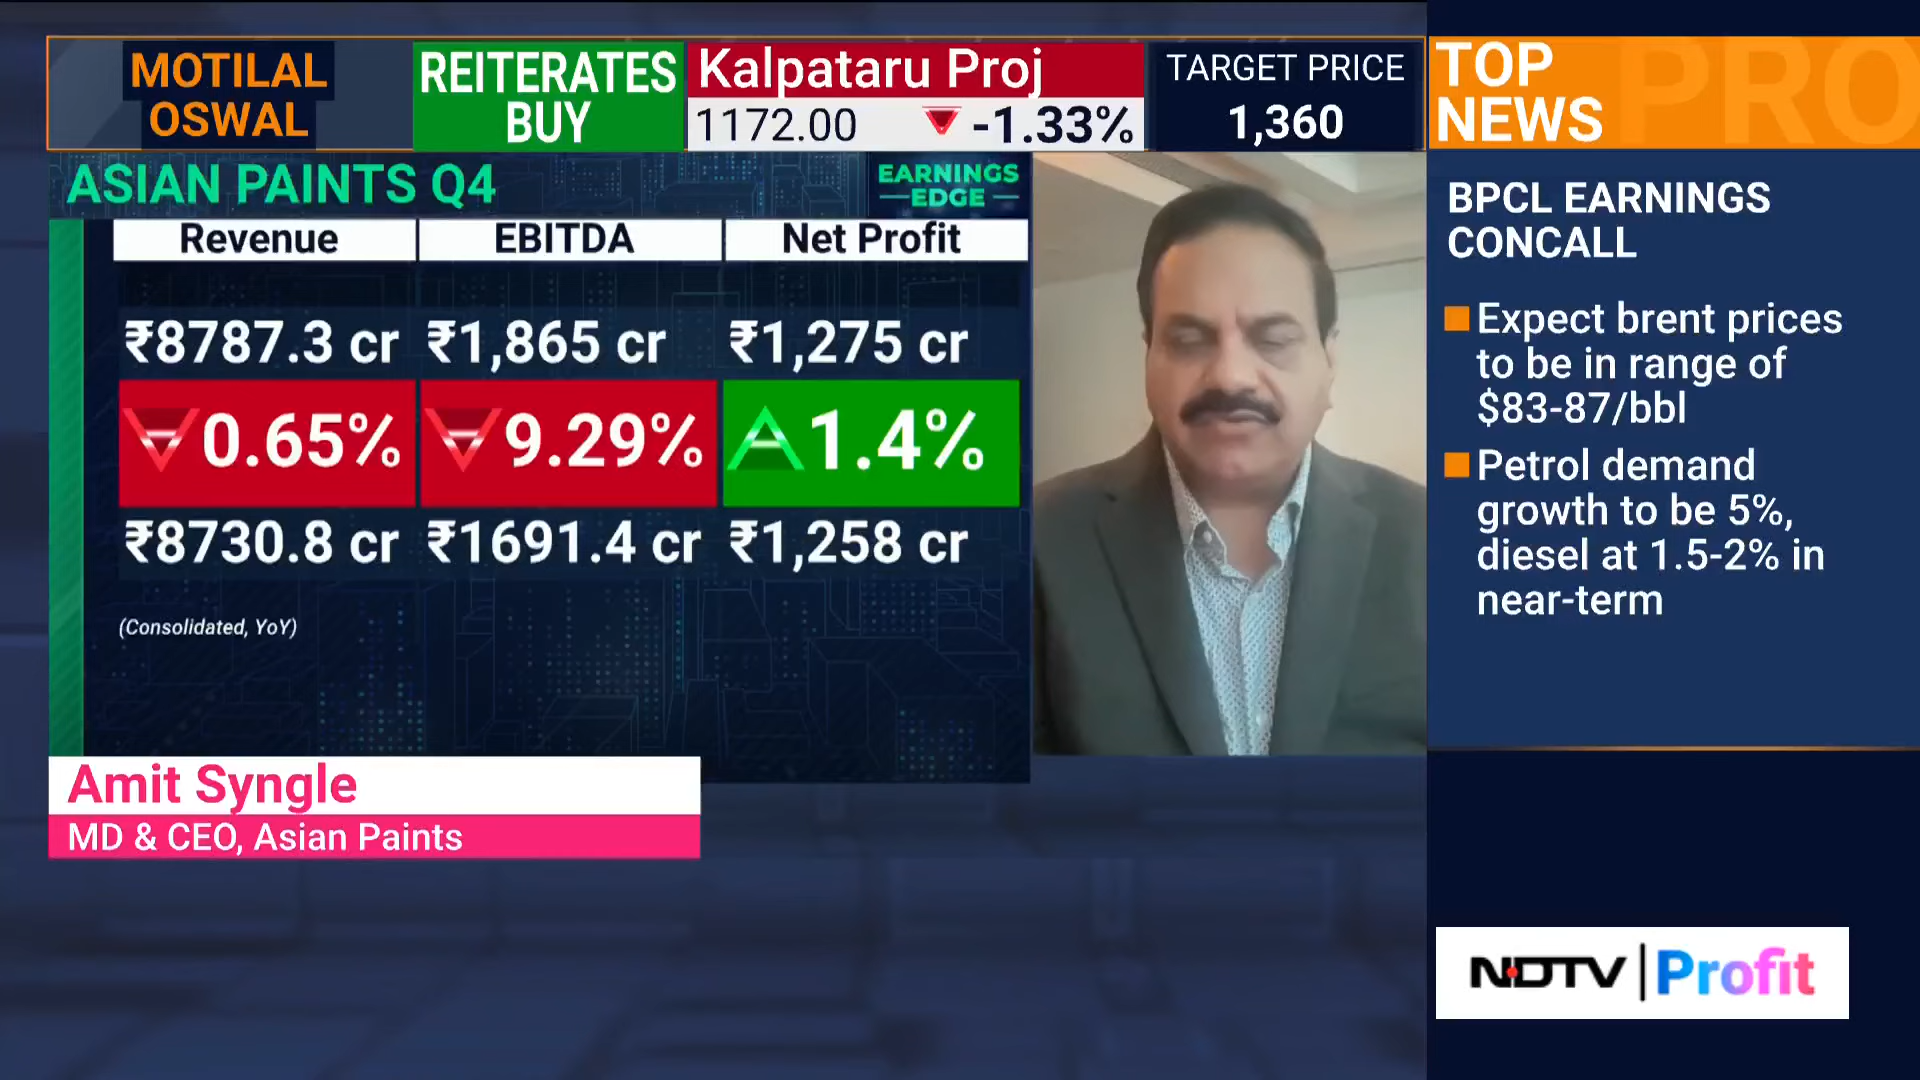 MOTILAL
OSWAL
REITERATES
BUY
Kalpataru Proj
1172.00 -1.33%
TARGET PRICE
1,360
TOP
NEWS
PRO
ASIAN PAINTS Q4
EARNINGS
EDGE
Revenue EBITDA Net Profit
₹8787.3 cr ₹1,865 cr ₹1,275 cr
0.65% 9.29% 1.4%
₹8730.8 cr ₹1691.4 cr ₹1,258 cr
(Consolidated, YoY)
Amit Syngle
MD & CEO, Asian Paints
BPCL EARNINGS
CONCALL
Expect brent prices
to be in range of
$83-87/bbl
Petrol demand
growth to be 5%,
diesel at 1.5-2% in
near-term
NDTV Profit